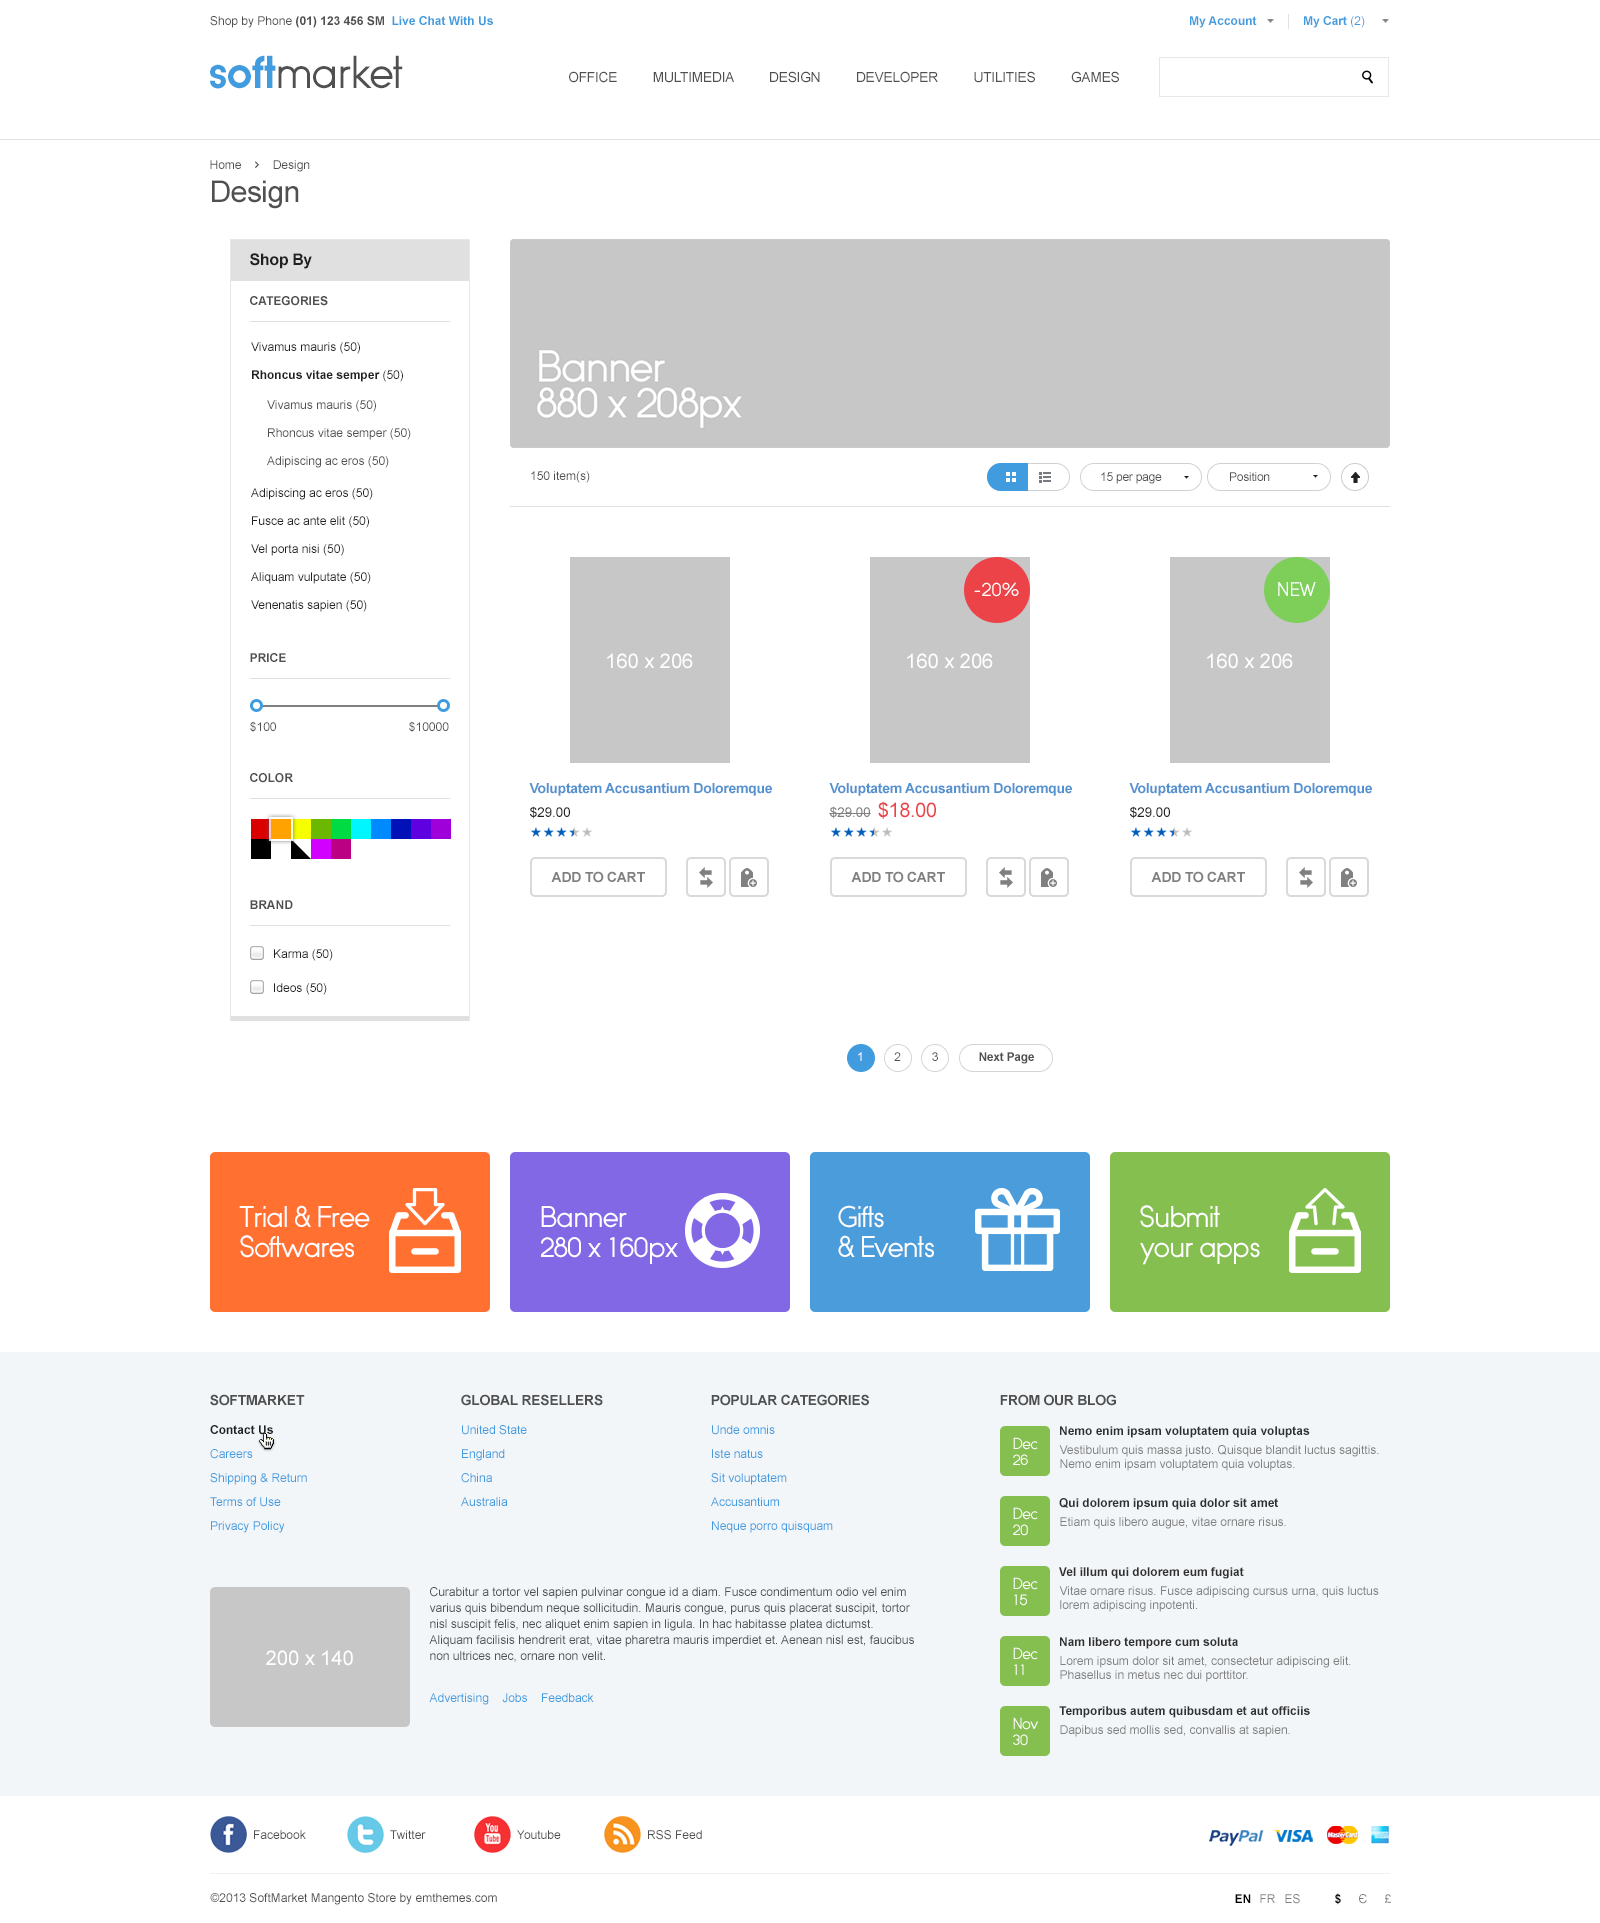 Shop by Phone (01) 123 456 SM Live Chat With Us
My Account
My Cart (2)
softmarket
OFFICE MULTIMEDIA DESIGN DEVELOPER UTILITIES GAMES
Home > Design
Design
Shop By
CATEGORIES
Vivamus mauris (50)
Rhoncus vitae semper (50)
Vivamus mauris (50)
Rhoncus vitae semper (50)
Adipiscing ac eros (50)
Adipiscing ac eros (50)
Fusce ac ante elit (50)
Vel porta nisi (50)
Aliquam vulputate (50)
Venenatis sapien (50)
PRICE
$100 $10000
COLOR
BRAND
Karma (50)
Ideos (50)
Banner
880 x 208px
150 item(s)
15 per page
Position
160 x 206
Voluptatem Accusantium Doloremque
$29.00
ADD TO CART
-20%
160 x 206
Voluptatem Accusantium Doloremque
$29.00 $18.00
ADD TO CART
NEW
160 x 206
Voluptatem Accusantium Doloremque
$29.00
ADD TO CART
1 2 3 Next Page
Trial & Free
Softwares
Banner
280 x 160px
Gifts
& Events
Submit
your apps
SOFTMARKET
Contact Us
Careers
Shipping & Return
Terms of Use
Privacy Policy
GLOBAL RESELLERS
United State
England
China
Australia
POPULAR CATEGORIES
Unde omnis
Iste natus
Sit voluptatem
Accusantium
Neque porro quisquam
FROM OUR BLOG
Dec
26
Nemo enim ipsam voluptatem quia voluptas
Vestibulum quis massa justo. Quisque blandit luctus sagittis.
Nemo enim ipsam voluptatem quia voluptas.
Dec
20
Qui dolorem ipsum quia dolor sit amet
Etiam quis libero augue, vitae ornare risus.
Dec
15
Vel illum qui dolorem eum fugiat
Vitae ornare risus. Fusce adipiscing cursus urna, quis luctus
lorem adipiscing inpotenti.
Dec
11
Nam libero tempore cum soluta
Lorem ipsum dolor sit amet, consectetur adipiscing elit.
Phasellus in metus nec dui porttitor.
Nov
30
Temporibus autem quibusdam et aut officiis
Dapibus sed mollis sed, convallis at sapien.
200 x 140
Curabitur a tortor vel sapien pulvinar congue id a diam. Fusce condimentum odio vel enim
varius quis bibendum neque sollicitudin. Mauris congue, purus quis placerat suscipit, tortor
nisl suscipit felis, nec aliquet enim sapien in ligula. In hac habitasse platea dictumst.
Aliquam facilisis hendrerit erat, vitae pharetra mauris imperdiet et. Aenean nisl est, faucibus
non ultrices nec, ornare non velit.
Advertising Jobs Feedback
Facebook
Twitter
You
Tube
Youtube
RSS Feed
PayPal VISA MasterCard
©2013 SoftMarket Mangento Store by emthemes.com
EN FR ES $ € £